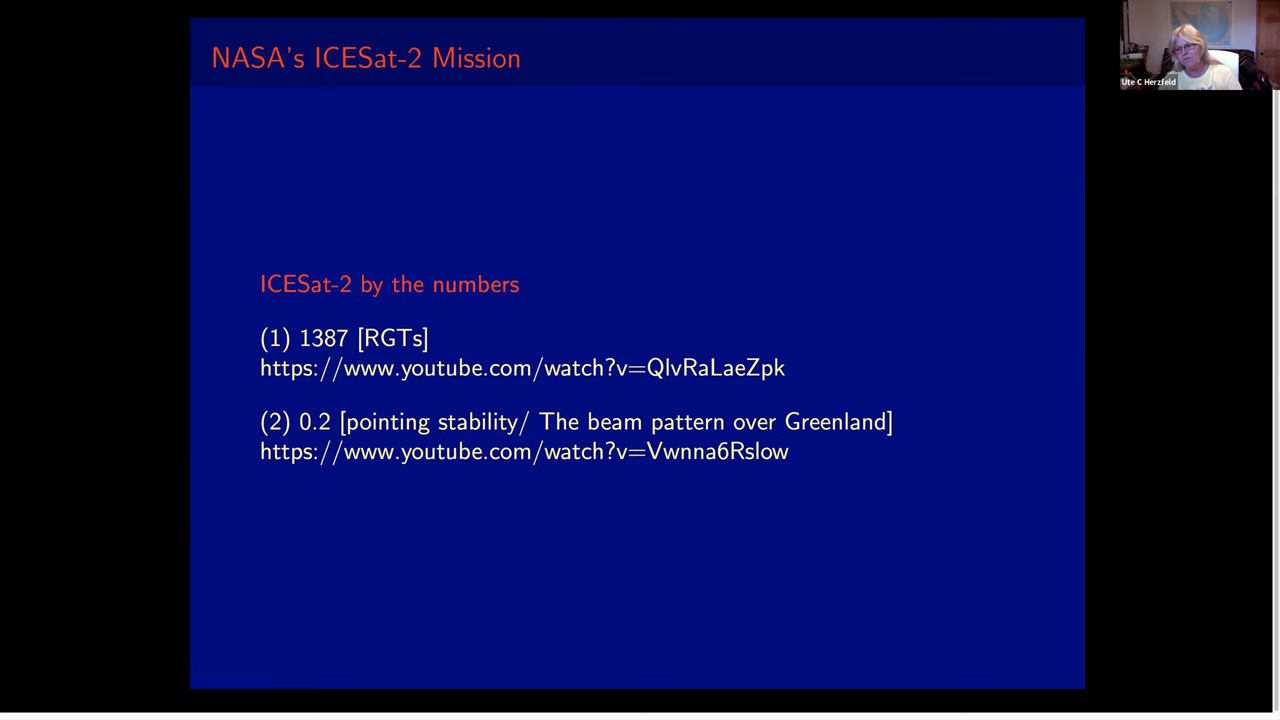 NASA's ICESat-2 Mission
Ute C Herzfeld
ICESat-2 by the numbers
(1) 1387 [RGTs]
https://www.youtube.com/watch?v=QlvRaLaeZpk
(2) 0.2 [pointing stability/ The beam pattern over Greenland]
https://www.youtube.com/watch?v=Vwnna6Rslow